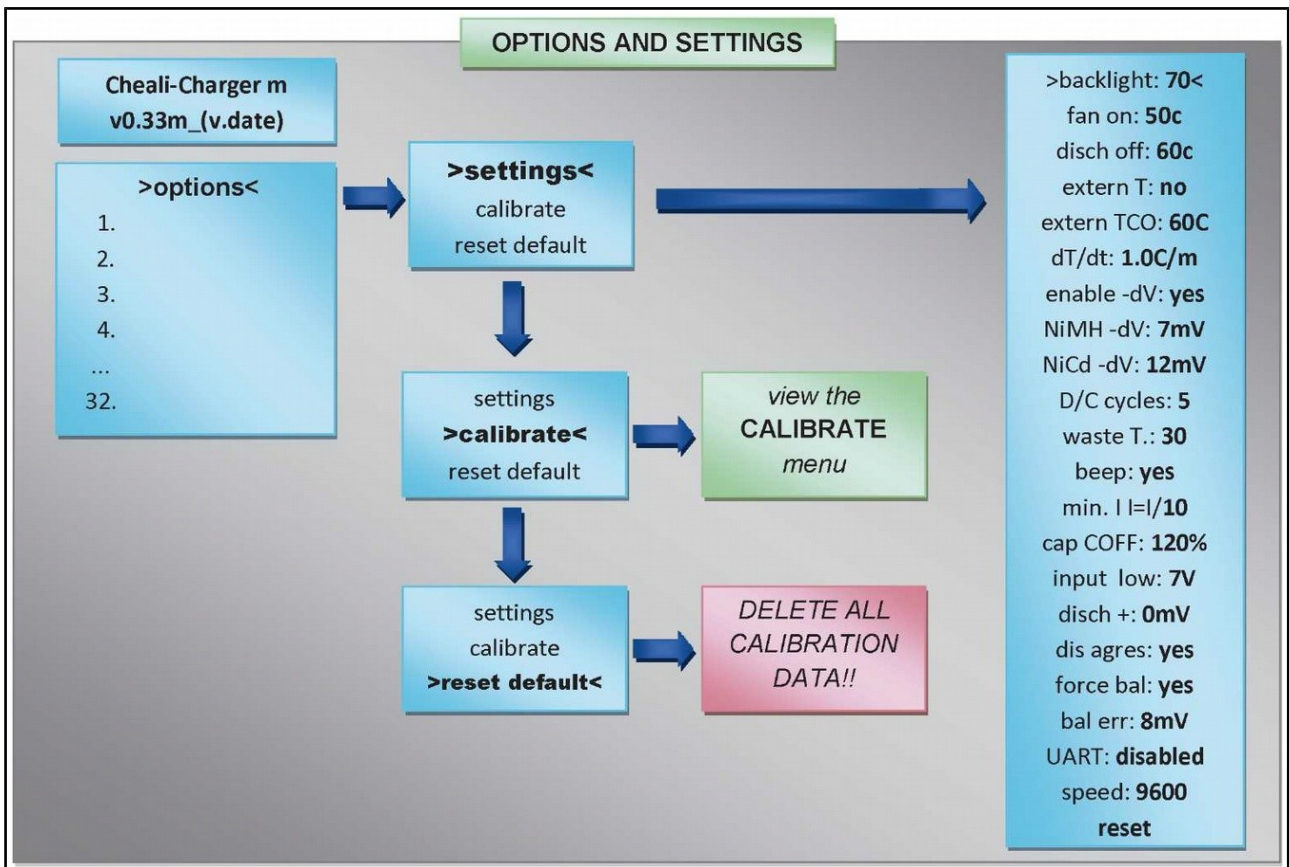 OPTIONS AND SETTINGS
Cheali-Charger m
v0.33m_(v.date)
>options<
1.
2.
3.
4.
...
32.
>settings<
calibrate
reset default
settings
>calibrate<
reset default
view the
CALIBRATE
menu
settings
calibrate
>reset default<
DELETE ALL
CALIBRATION
DATA!!
>backlight: 70<
fan on: 50c
disch off: 60c
extern T: no
extern TCO: 60C
dT/dt: 1.0C/m
enable -dV: yes
NiMH -dV: 7mV
NiCd -dV: 12mV
D/C cycles: 5
waste T.: 30
beep: yes
min. I I=I/10
cap COFF: 120%
input low: 7V
disch +: 0mV
dis agres: yes
force bal: yes
bal err: 8mV
UART: disabled
speed: 9600
reset